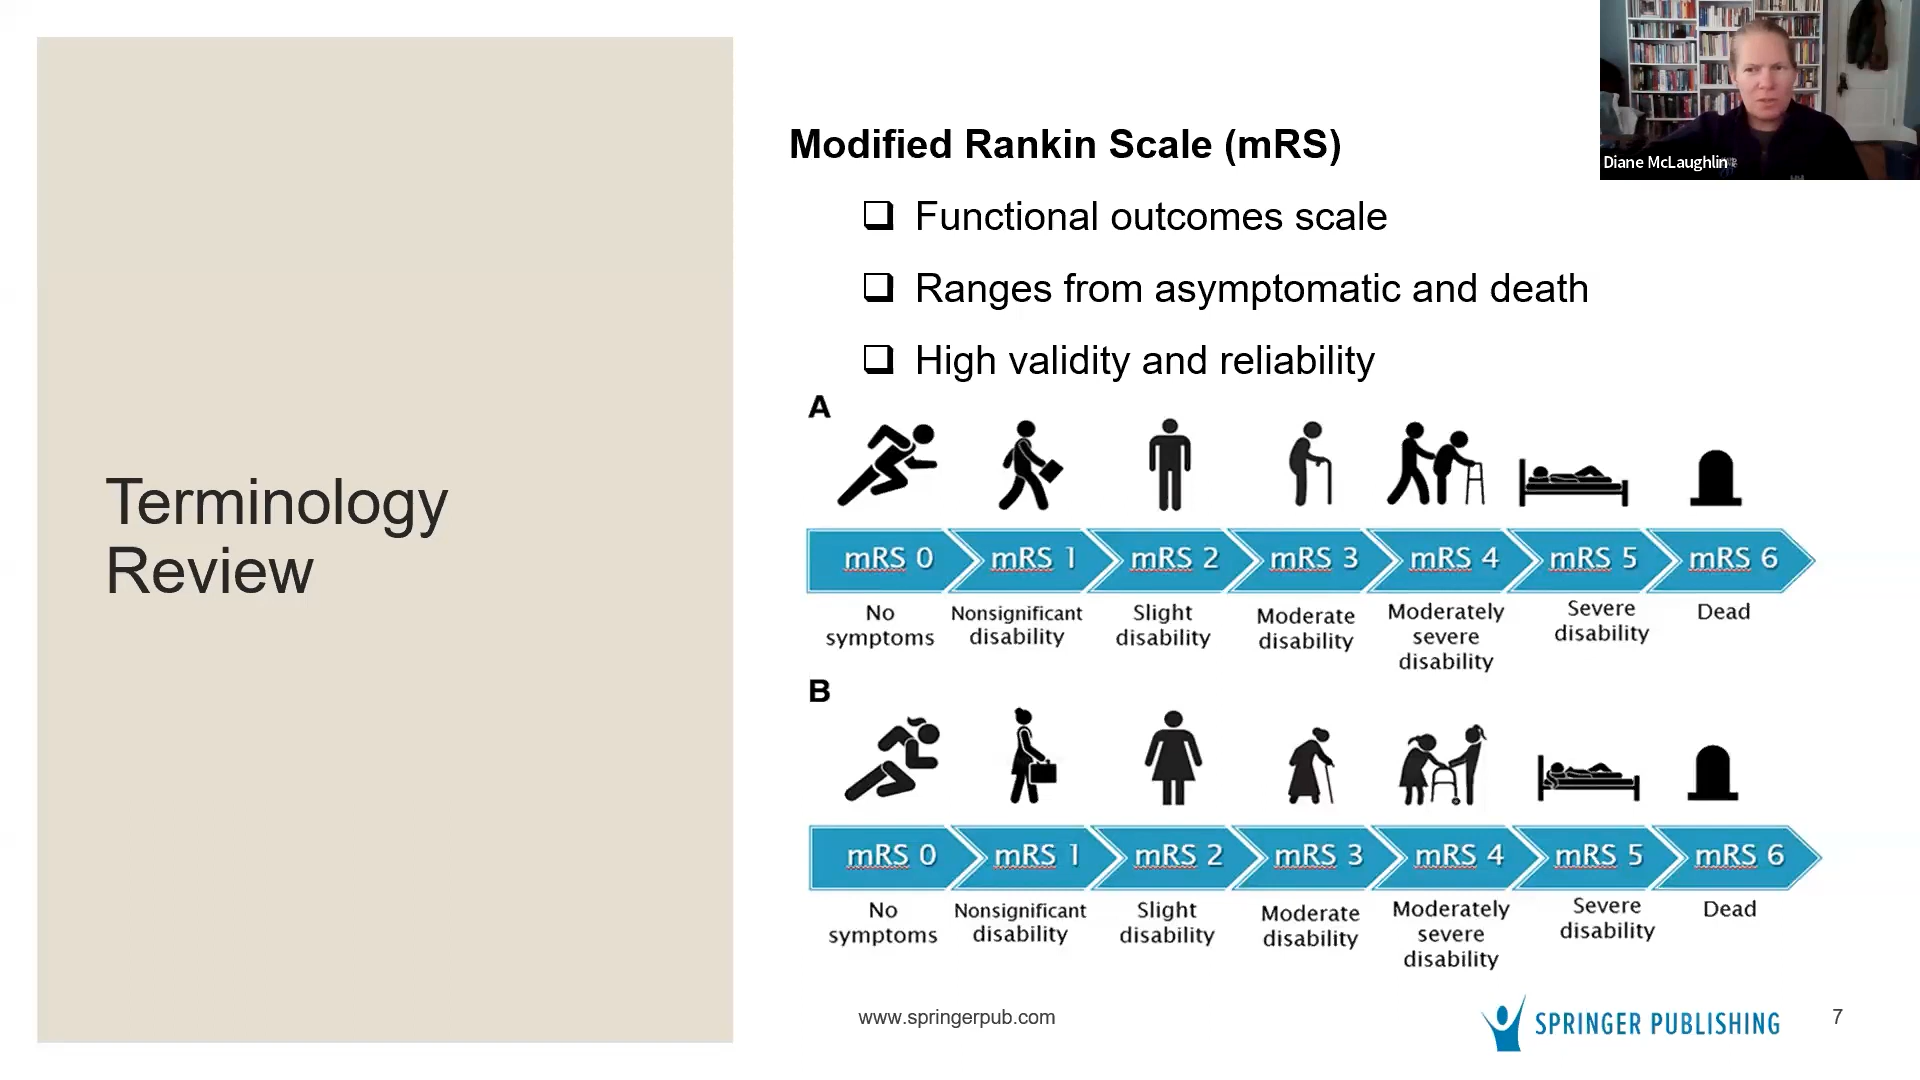 Terminology
Review
Modified Rankin Scale (mRS)
Functional outcomes scale
Ranges from asymptomatic and death
High validity and reliability
Diane McLaughlin
A
mRS 0
mRS 1
mRS 2
mRS 3
mRS 4
mRS 5
mRS 6
No
symptoms
Nonsignificant
disability
Slight
disability
Moderate
disability
Moderately
severe
disability
Severe
disability
Dead
B
mRS 0
mRS 1
mRS 2
mRS 3
mRS 4
mRS 5
mRS 6
No
symptoms
Nonsignificant
disability
Slight
disability
Moderate
disability
Moderately
severe
disability
Severe
disability
Dead
www.springerpub.com
SPRINGER PUBLISHING
7